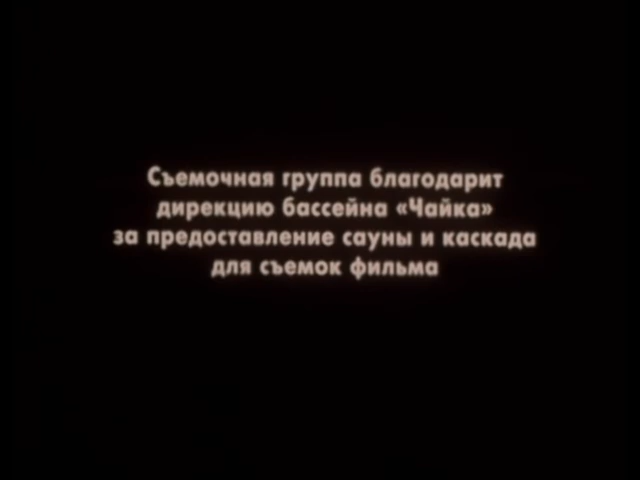 Съемочная группа благодарит
дирекцию бассейна «Чайка»
за предоставление сауны и каскада
для съемок фильма